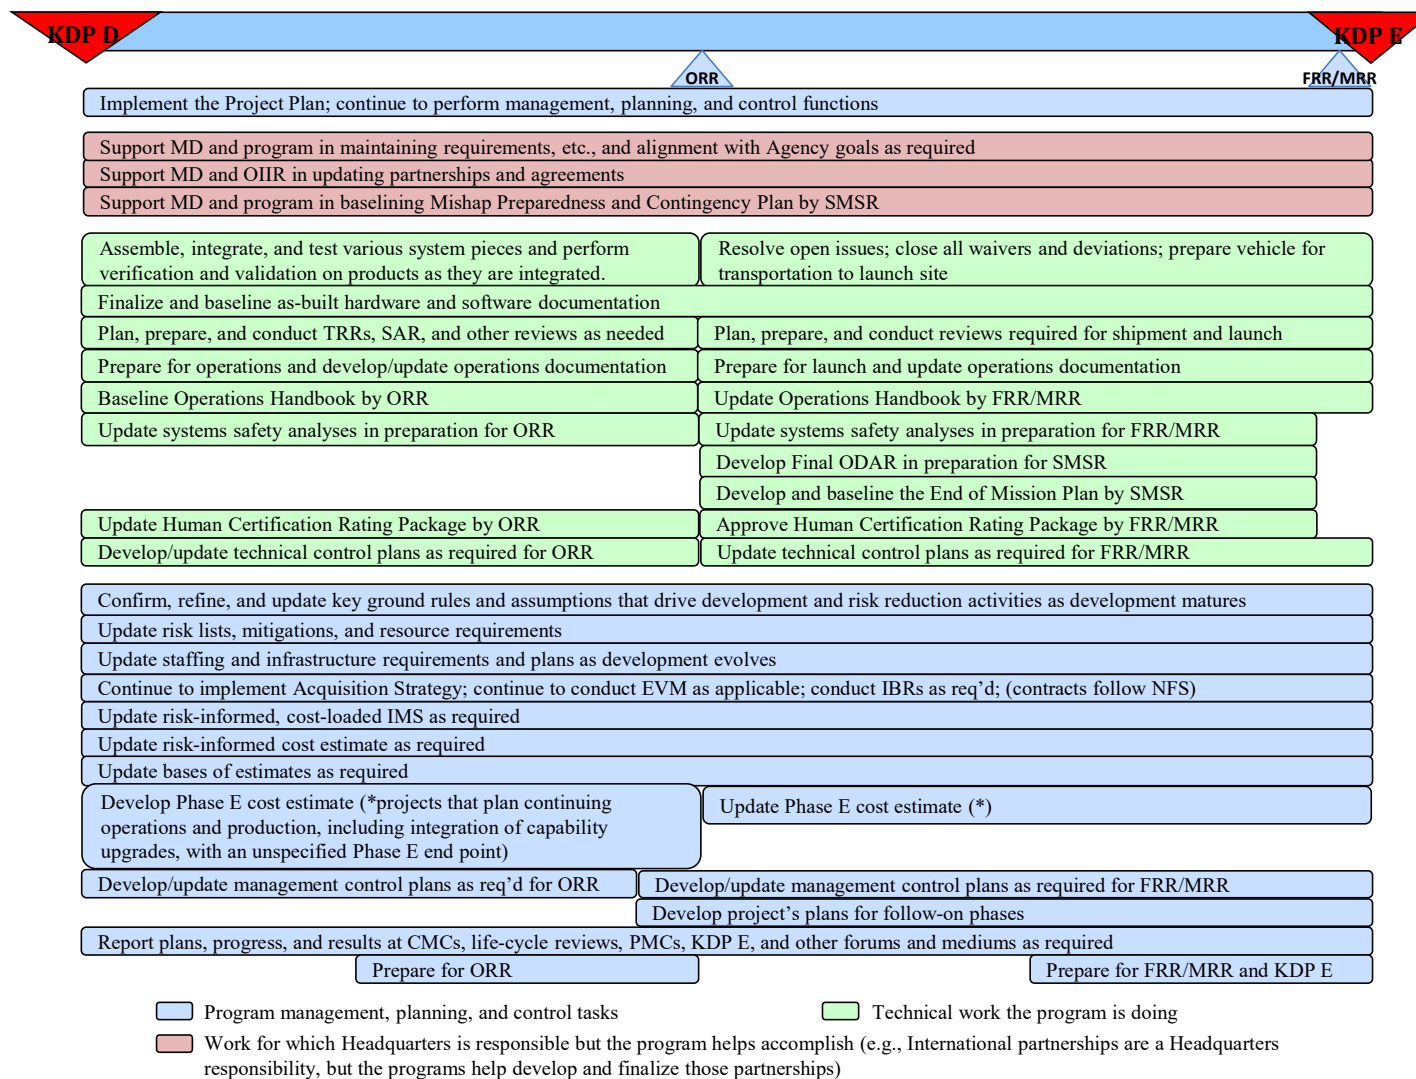 KDP D
KDP E
ORR
FRR/MRR
Implement the Project Plan; continue to perform management, planning, and control functions
Support MD and program in maintaining requirements, etc., and alignment with Agency goals as required
Support MD and OIIR in updating partnerships and agreements
Support MD and program in baselining Mishap Preparedness and Contingency Plan by SMSR
Assemble, integrate, and test various system pieces and perform
verification and validation on products as they are integrated.
Resolve open issues; close all waivers and deviations; prepare vehicle for
transportation to launch site
Finalize and baseline as-built hardware and software documentation
Plan, prepare, and conduct TRRs, SAR, and other reviews as needed
Plan, prepare, and conduct reviews required for shipment and launch
Prepare for operations and develop/update operations documentation
Prepare for launch and update operations documentation
Baseline Operations Handbook by ORR
Update Operations Handbook by FRR/MRR
Update systems safety analyses in preparation for ORR
Update systems safety analyses in preparation for FRR/MRR
Develop Final ODAR in preparation for SMSR
Develop and baseline the End of Mission Plan by SMSR
Update Human Certification Rating Package by ORR
Approve Human Certification Rating Package by FRR/MRR
Develop/update technical control plans as required for ORR
Update technical control plans as required for FRR/MRR
Confirm, refine, and update key ground rules and assumptions that drive development and risk reduction activities as development matures
Update risk lists, mitigations, and resource requirements
Update staffing and infrastructure requirements and plans as development evolves
Continue to implement Acquisition Strategy; continue to conduct EVM as applicable; conduct IBRs as req’d; (contracts follow NFS)
Update risk-informed, cost-loaded IMS as required
Update risk-informed cost estimate as required
Update bases of estimates as required
Develop Phase E cost estimate (*projects that plan continuing
operations and production, including integration of capability
upgrades, with an unspecified Phase E end point)
Update Phase E cost estimate (*)
Develop/update management control plans as req’d for ORR
Develop/update management control plans as required for FRR/MRR
Develop project’s plans for follow-on phases
Report plans, progress, and results at CMCs, life-cycle reviews, PMCs, KDP E, and other forums and mediums as required
Prepare for ORR
Prepare for FRR/MRR and KDP E
Program management, planning, and control tasks
Technical work the program is doing
Work for which Headquarters is responsible but the program helps accomplish (e.g., International partnerships are a Headquarters
responsibility, but the programs help develop and finalize those partnerships)